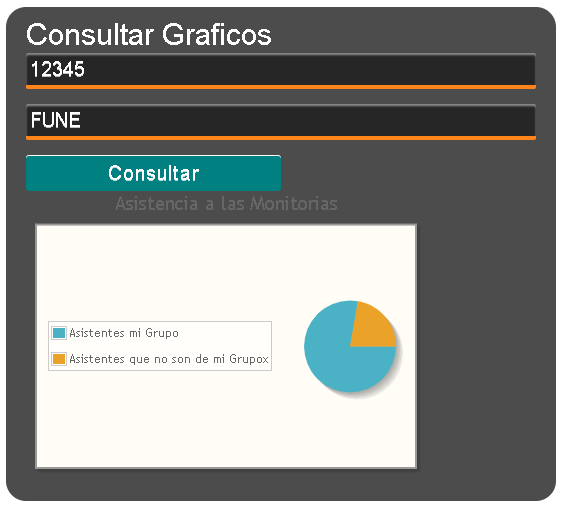 Consultar Graficos
12345
FUNE
Consultar
Asistencia a las Monitorias
Asistentes mi Grupo
Asistentes que no son de mi Grupox